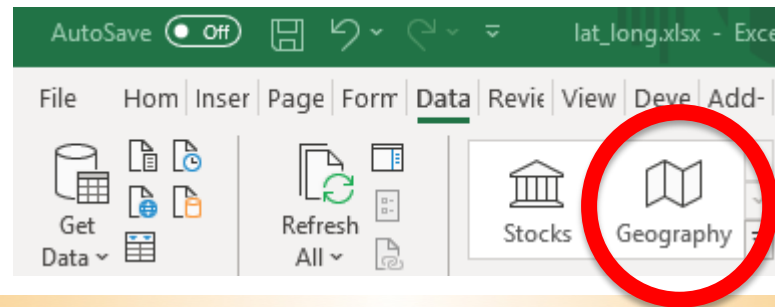 AutoSave Off lat_long.xlsx - Exce
File Hom Inser Page Form Data Revie View Deve Add-
Get Data
Refresh All
Stocks
Geography